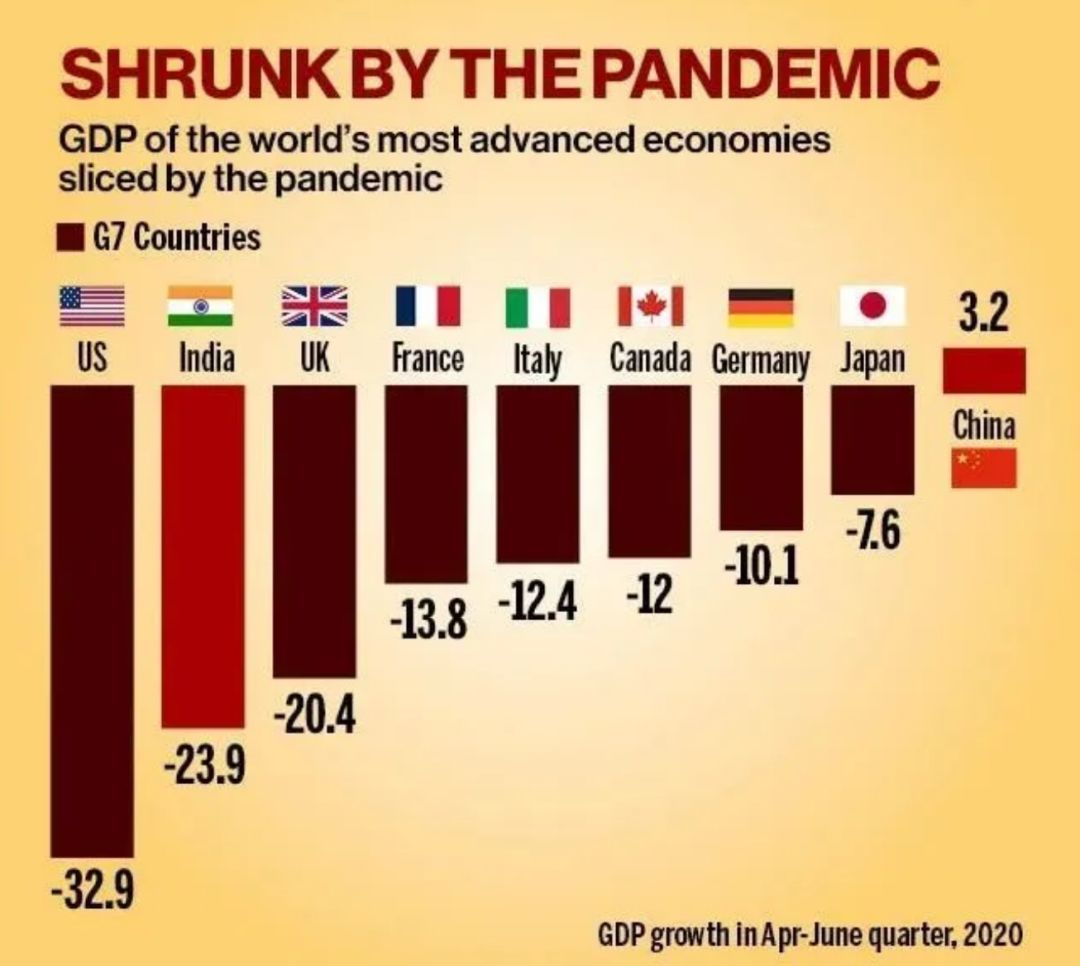 SHRUNK BY THE PANDEMIC
GDP of the world's most advanced economies
sliced by the pandemic
G7 Countries
US India UK France Italy Canada Germany Japan
3.2
China
-32.9
-23.9
-20.4
-13.8
-12.4
-12
-10.1
-7.6
GDP growth in Apr-June quarter, 2020